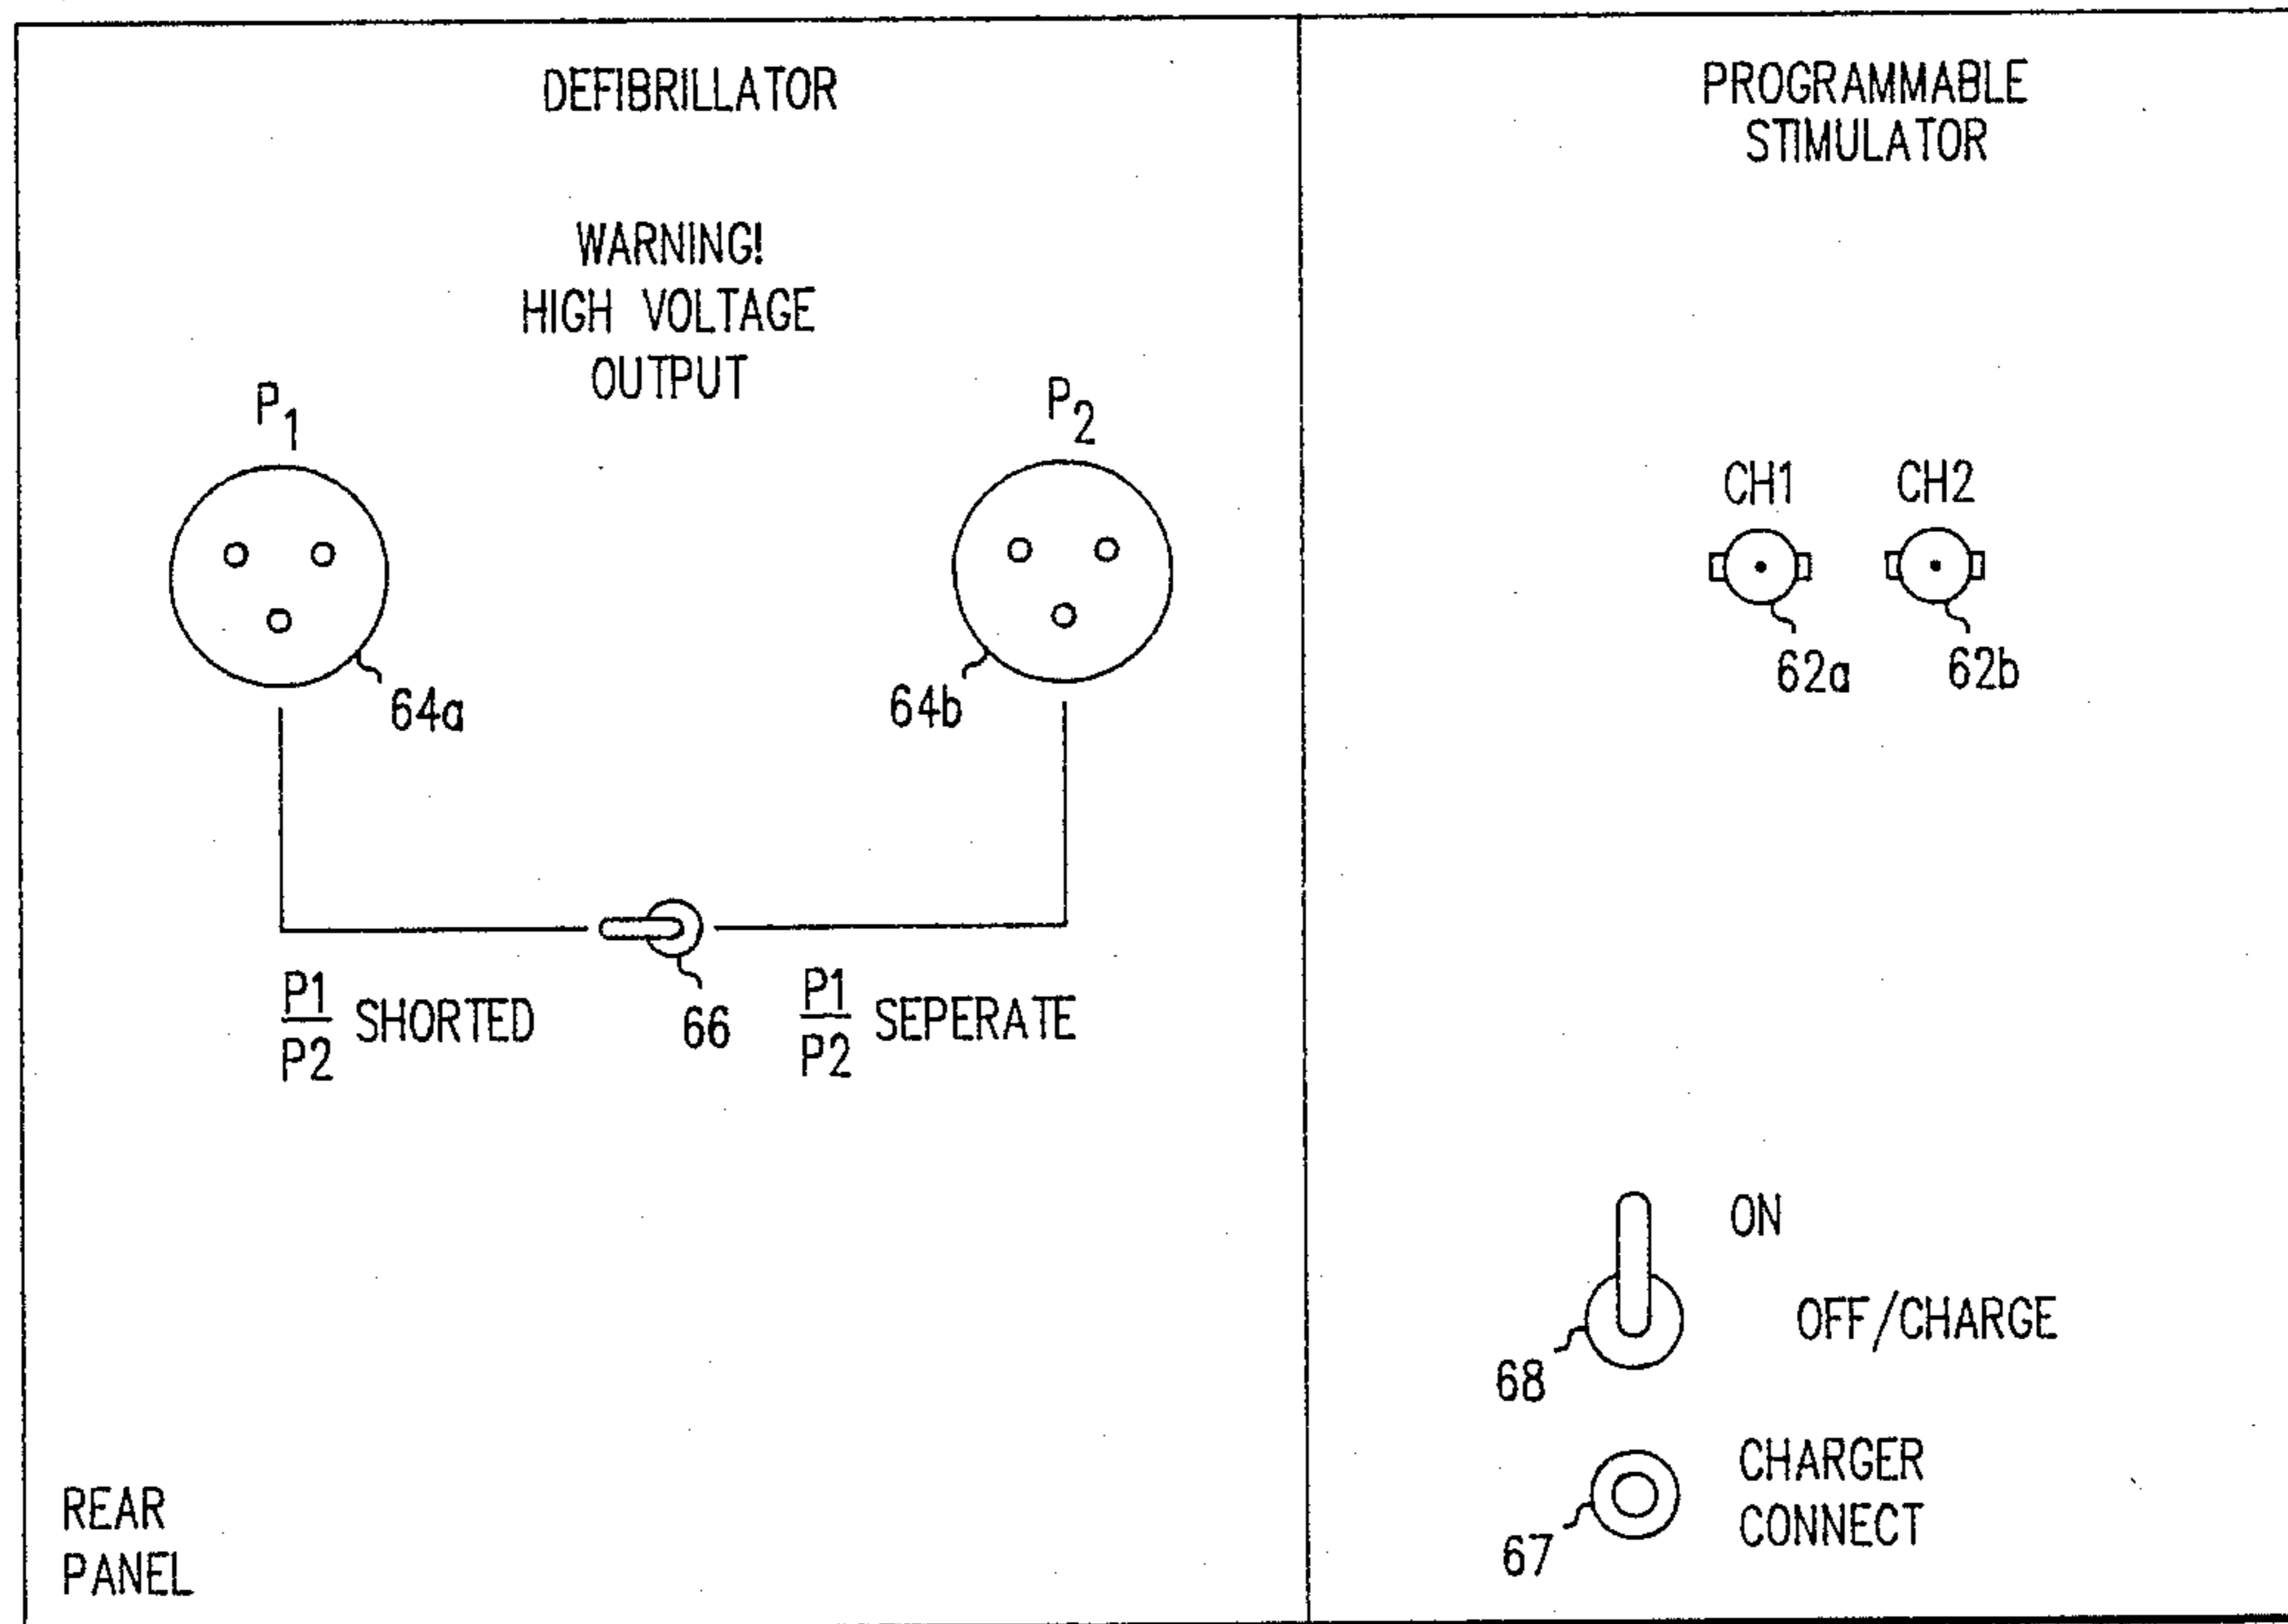 DEFIBRILLATOR
WARNING!
HIGH VOLTAGE
OUTPUT
P1
P2
64a
64b
P1
P2 SHORTED
66
P1
P2 SEPERATE
REAR
PANEL
PROGRAMMABLE
STIMULATOR
CH1 CH2
62a 62b
ON
OFF/CHARGE
68
CHARGER
CONNECT
67